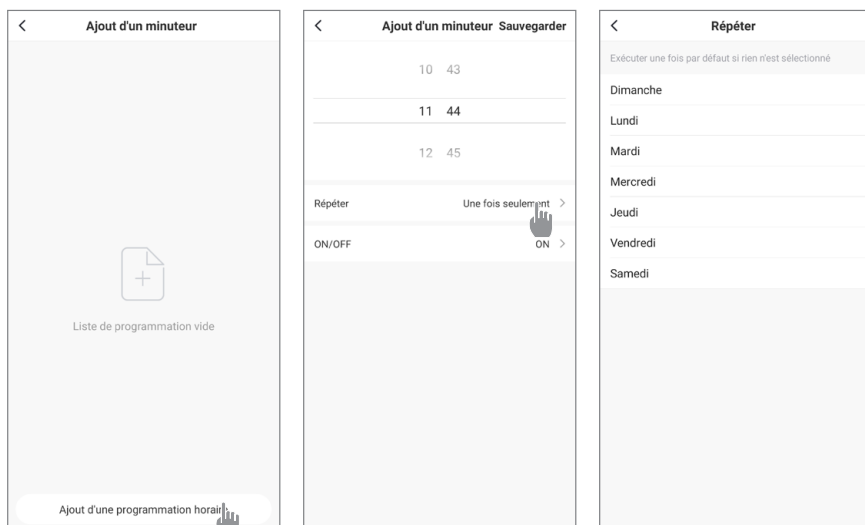 Ajout d'un minuteur
Liste de programmation vide
Ajout d'une programmation horaire
Ajout d'un minuteur Sauvegarder
10 43
11 44
12 45
Répéter Une fois seulement
ON/OFF ON
Répéter
Exécuter une fois par défaut si rien n'est sélectionné
Dimanche
Lundi
Mardi
Mercredi
Jeudi
Vendredi
Samedi